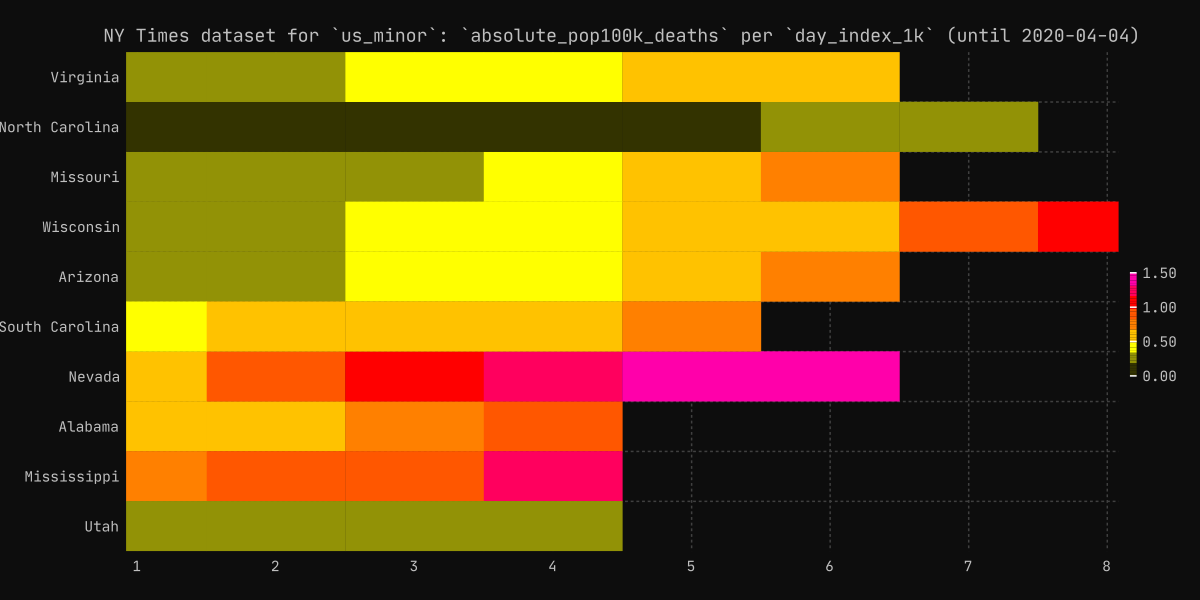 NY Times dataset for `us_minor`: `absolute_pop100k_deaths` per `day_index_1k` (until 2020-04-04)
Virginia
North Carolina
Missouri
Wisconsin
Arizona
South Carolina
Nevada
Alabama
Mississippi
Utah
1 2 3 4 5 6 7 8
1.50
1.00
0.50
0.00